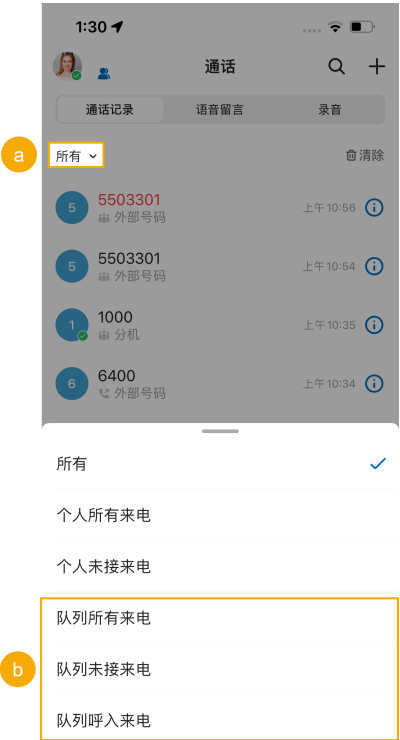 1:30
通话
通话记录 语音留言 录音
a
所有 清除
5 5503301 上午10:56
外部号码
5 5503301 上午10:54
外部号码
1 1000 上午10:35
分机
6 6400 上午10:34
外部号码
所有
个人所有来电
个人未接来电
队列所有来电
b
队列未接来电
队列呼入来电